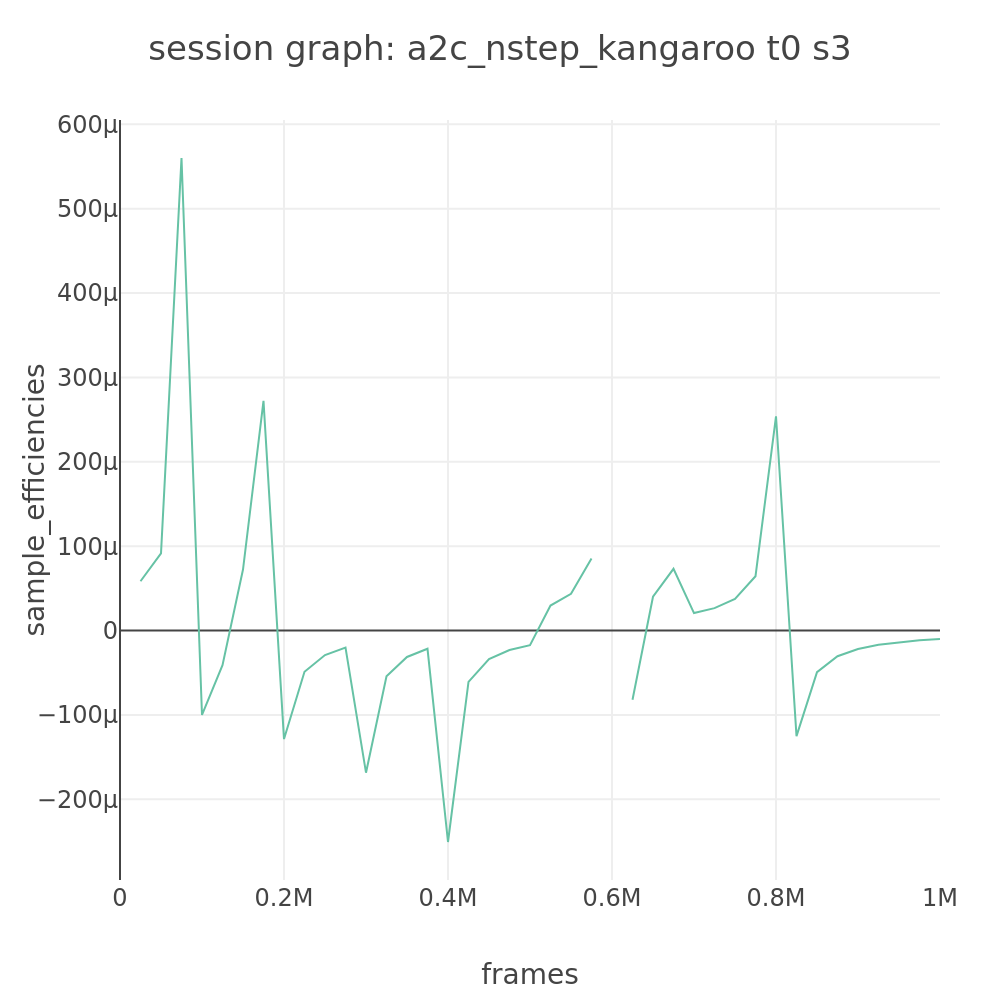 session graph: a2c_nstep_kangaroo t0 s3
600μ
500μ
400μ
300μ
200μ
100μ
0
−100μ
−200μ
sample_efficiencies
0
0.2M
0.4M
0.6M
0.8M
1M
frames